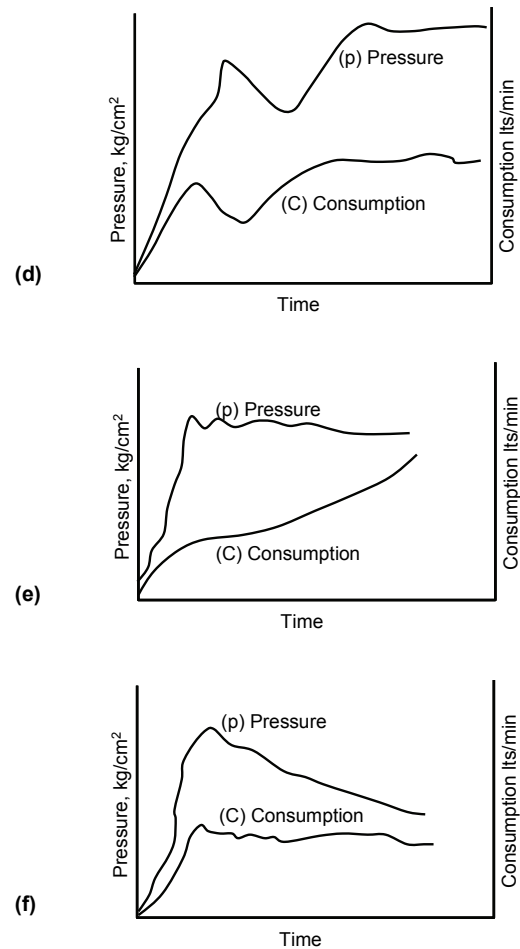 Pressure, kg/cm²
(p) Pressure
(C) Consumption
Consumption lts/min
(d)
Time
Pressure, kg/cm²
(p) Pressure
(C) Consumption
Consumption lts/min
(e)
Time
Pressure, kg/cm²
(p) Pressure
(C) Consumption
Consumption lts/min
(f)
Time